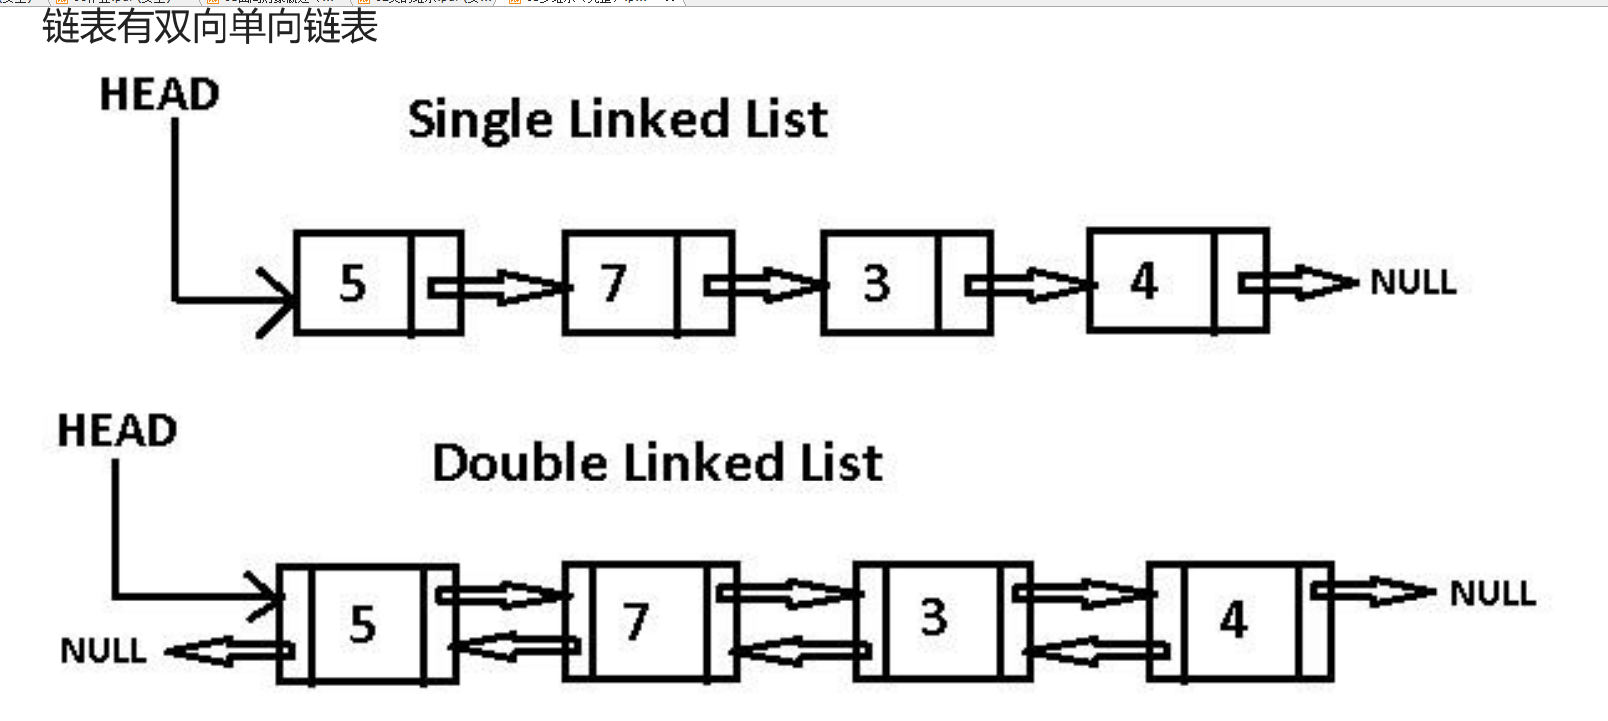 链表有双向单向链表
HEAD
Single Linked List
5 7 3 4 NULL
HEAD
Double Linked List
5 7 3 4 NULL
NULL